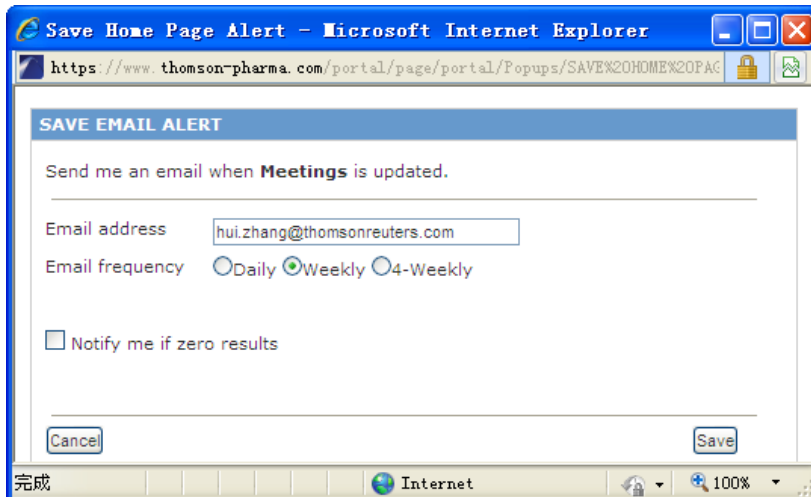 Save Home Page Alert - Microsoft Internet Explorer
https://www.thomson-pharma.com/portal/page/portal/Popups/SAVE%20HOME%20PAG
SAVE EMAIL ALERT
Send me an email when Meetings is updated.
Email address hui.zhang@thomsonreuters.com
Email frequency Daily Weekly 4-Weekly
Notify me if zero results
Cancel Save
完成 Internet 100%